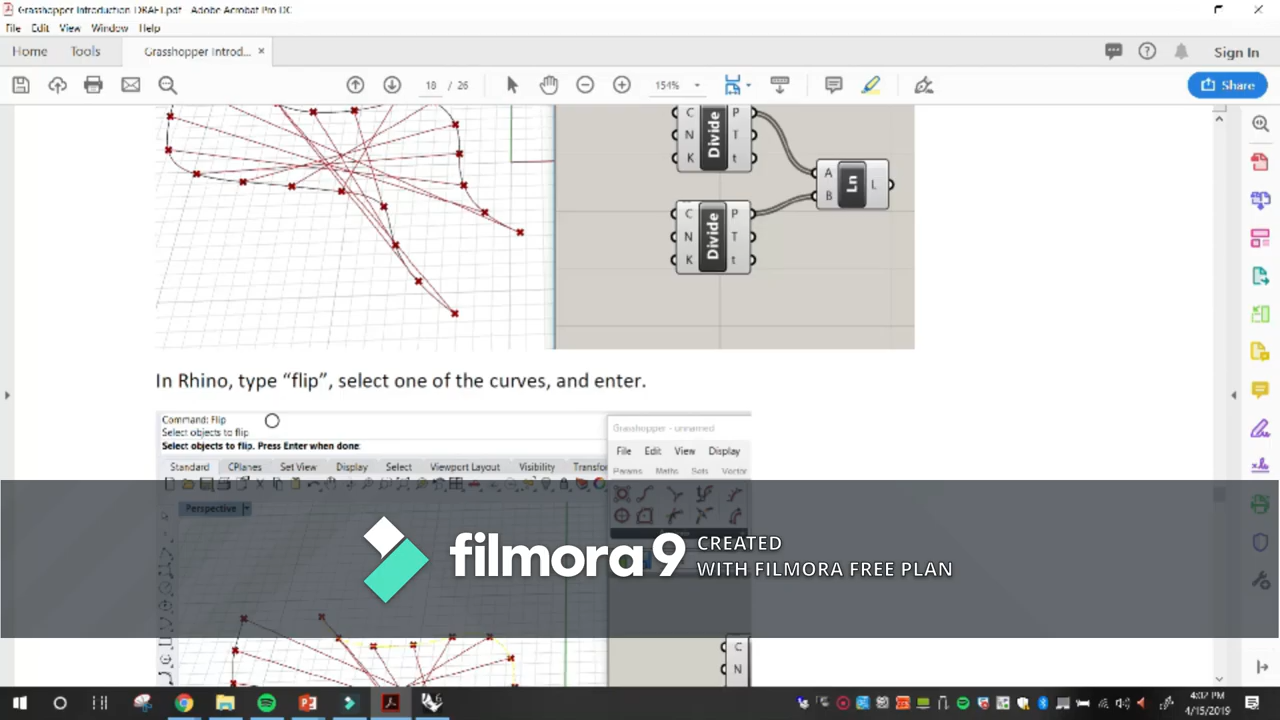 Grasshopper Introduction DRAFT.pdf - Adobe Acrobat Pro DC
File Edit View Window Help
Home Tools Grasshopper Introd... × Sign In
18 / 26 154% Share
C P
N Divide T
K t
A
B Ln L
C P
N Divide T
K t
In Rhino, type “flip”, select one of the curves, and enter.
Command: Flip
Select objects to flip
Select objects to flip. Press Enter when done:
Standard CPlanes Set View Display Select Viewport Layout Visibility Transfo
Grasshopper - unnamed
File Edit View Display
Params Maths Sets Vector
Perspective
filmora9 CREATED
WITH FILMORA FREE PLAN
C
N
4:02 PM
4/15/2019